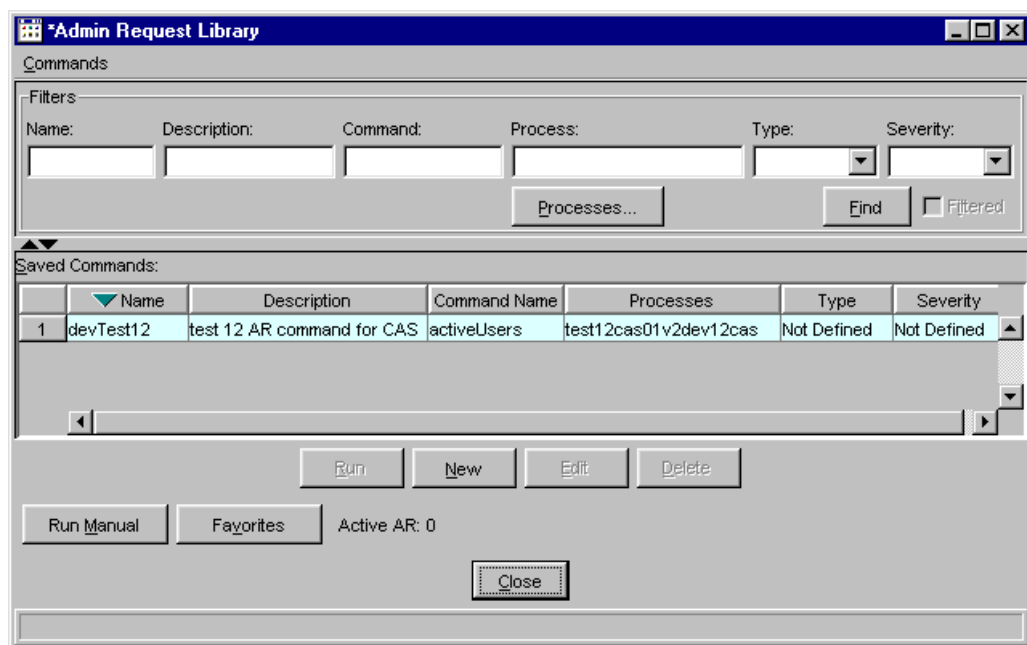 *Admin Request Library
Commands
Filters
Name: Description: Command: Process: Type: Severity:
Processes... Find Filtered
Saved Commands:
Name Description Command Name Processes Type Severity
1 devTest12 test 12 AR command for CAS activeUsers test12cas01v2dev12cas Not Defined Not Defined
Run New Edit Delete
Run Manual Favorites Active AR: 0
Close